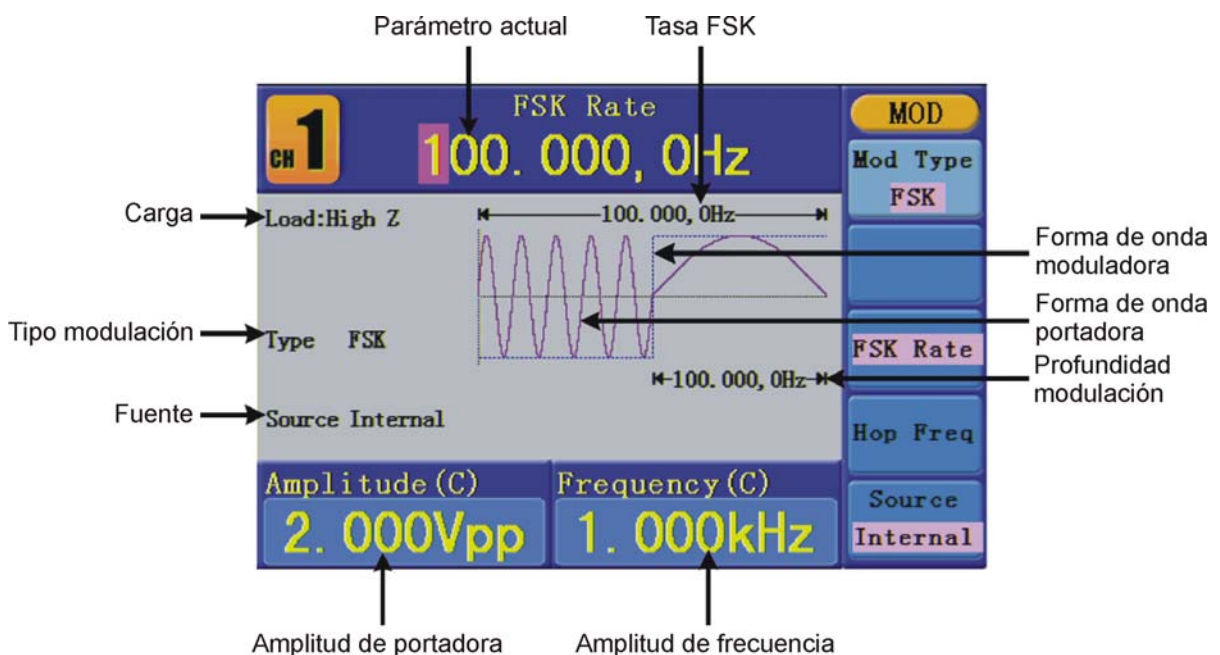 Parámetro actual
Tasa FSK
CH 1
FSK Rate
100.000,0Hz
MOD
Mod Type
FSK
Carga
Load:High Z
100.000,0Hz
Forma de onda
moduladora
Forma de onda
portadora
Tipo modulación
Type FSK
FSK Rate
Profundidad
modulación
100.000,0Hz
Fuente
Source Internal
Hop Freq
Amplitude(C)
Frequency(C)
2.000Vpp
1.000kHz
Source
Internal
Amplitud de portadora
Amplitud de frecuencia